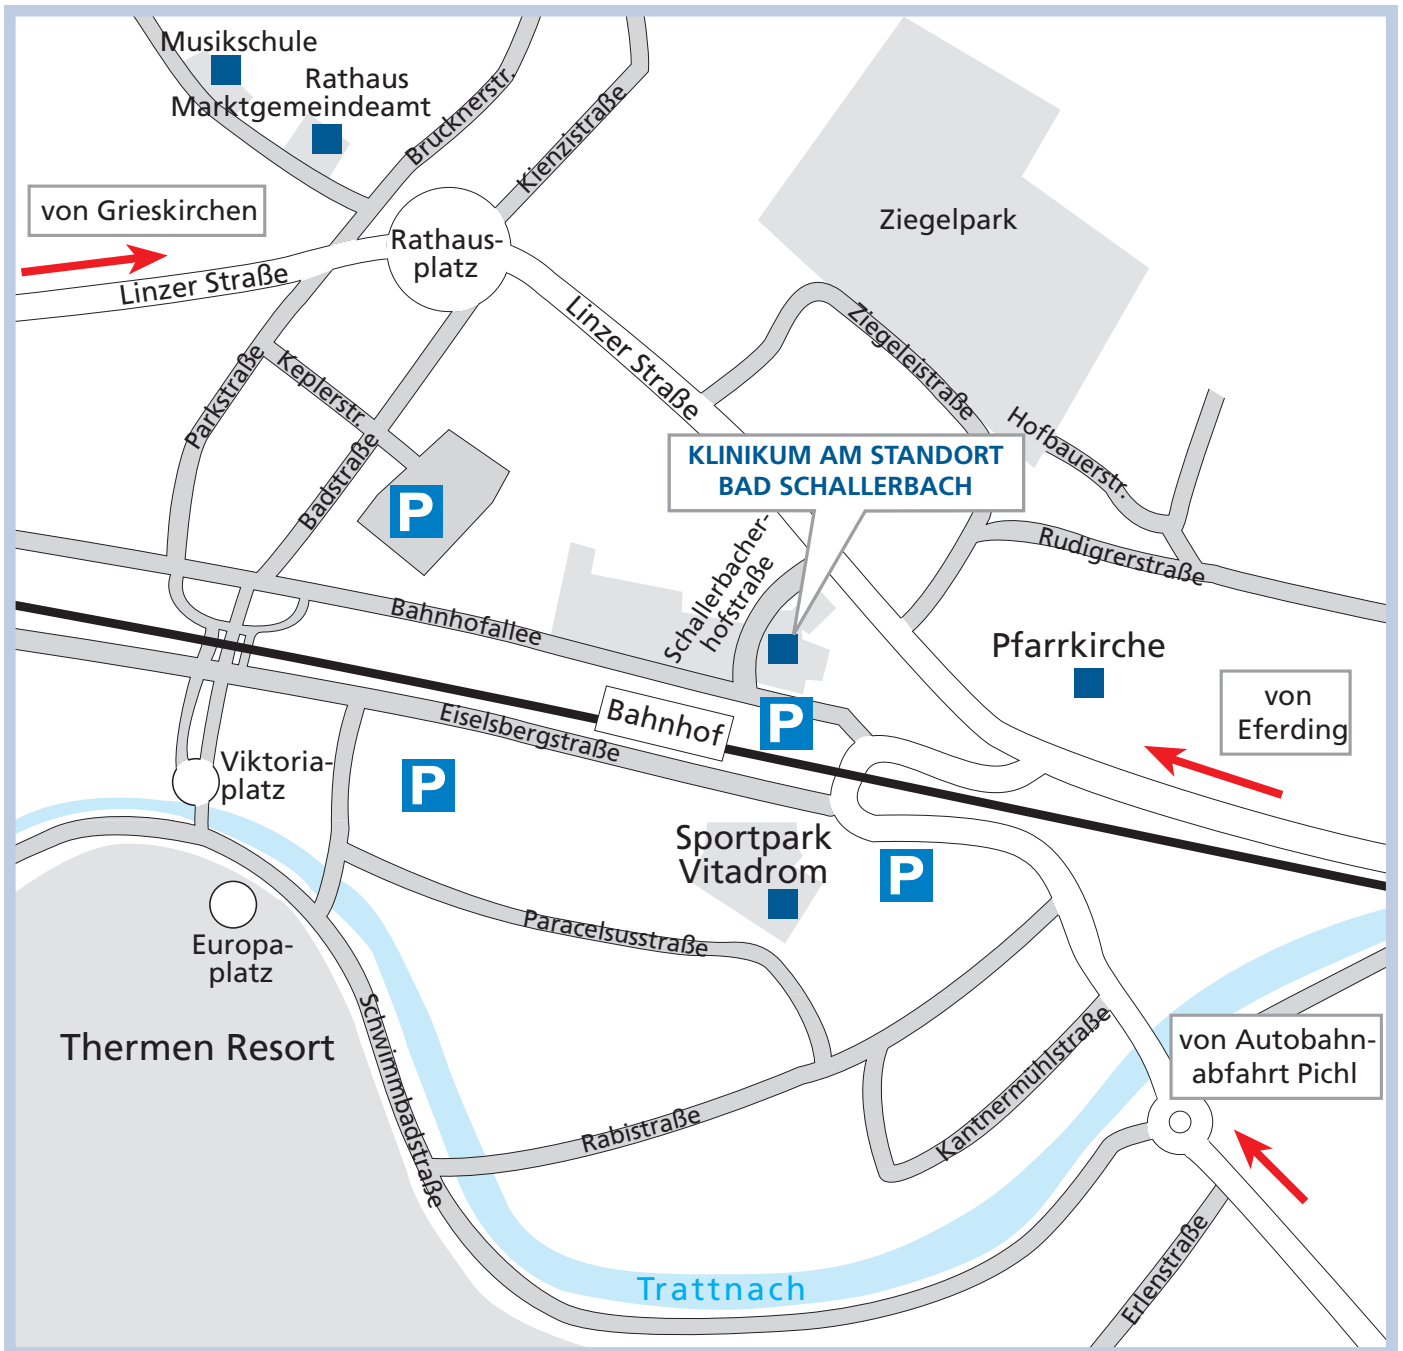 Musikschule
Rathaus
Marktgemeindeamt
Brucknerstr.
Kienzistraße
von Grieskirchen
Rathaus-
platz
Ziegelpark
Linzer Straße
Linzer Straße
Ziegeleistraße
Parkstraße
Keplerstr.
Badstraße
Hofbauerstr.
KLINIKUM AM STANDORT
BAD SCHALLERBACH
P
Schallerbacher-
hofstraße
Rudigrerstraße
Bahnhofallee
Pfarrkirche
von
Eferding
Bahnhof
P
Eiselsbergstraße
Viktoria-
platz
P
Sportpark
Vitadrom
P
Europa-
platz
Paracelsusstraße
Thermen Resort
Schwimmbadstraße
Kantnermühlstraße
von Autobahn-
abfahrt Pichl
Rabistraße
Trattnach
Erlenstraße